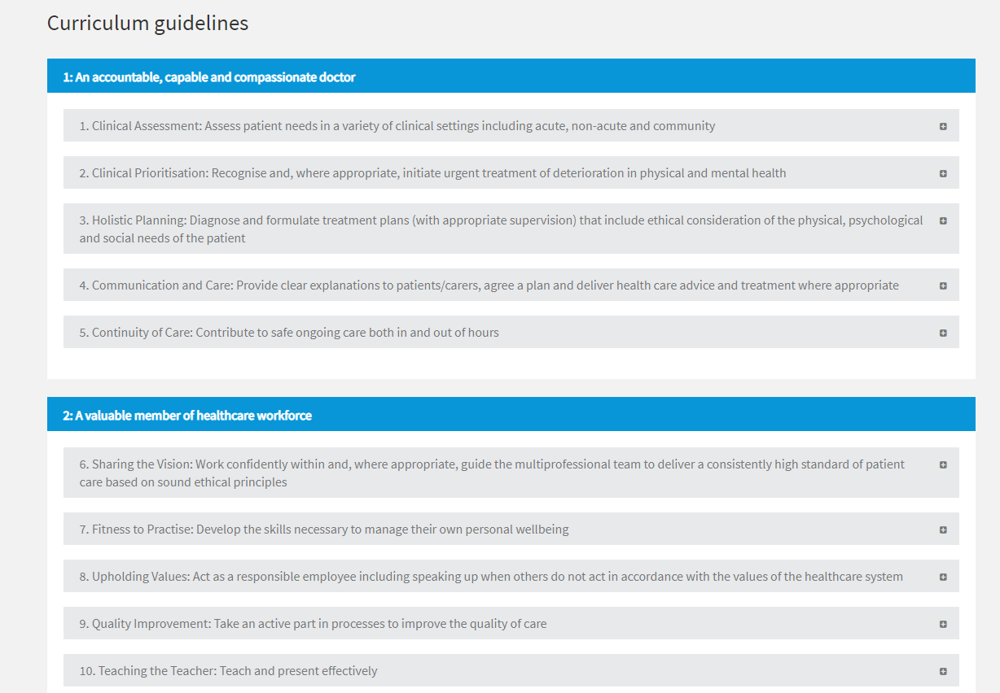 Curriculum guidelines
1: An accountable, capable and compassionate doctor
1. Clinical Assessment: Assess patient needs in a variety of clinical settings including acute, non-acute and community
2. Clinical Prioritisation: Recognise and, where appropriate, initiate urgent treatment of deterioration in physical and mental health
3. Holistic Planning: Diagnose and formulate treatment plans (with appropriate supervision) that include ethical consideration of the physical, psychological
and social needs of the patient
4. Communication and Care: Provide clear explanations to patients/carers, agree a plan and deliver health care advice and treatment where appropriate
5. Continuity of Care: Contribute to safe ongoing care both in and out of hours
2: A valuable member of healthcare workforce
6. Sharing the Vision: Work confidently within and, where appropriate, guide the multiprofessional team to deliver a consistently high standard of patient
care based on sound ethical principles
7. Fitness to Practise: Develop the skills necessary to manage their own personal wellbeing
8. Upholding Values: Act as a responsible employee including speaking up when others do not act in accordance with the values of the healthcare system
9. Quality Improvement: Take an active part in processes to improve the quality of care
10. Teaching the Teacher: Teach and present effectively